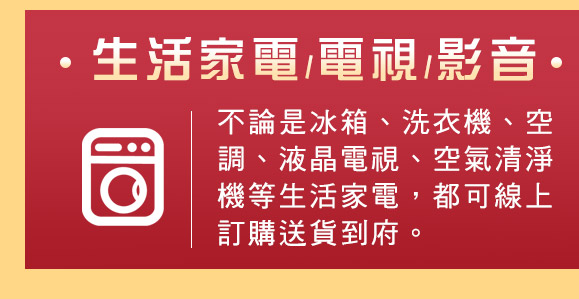 ·生活家電/電視/影音·
不論是冰箱、洗衣機、空
調、液晶電視、空氣清淨
機等生活家電，都可線上
訂購送貨到府。